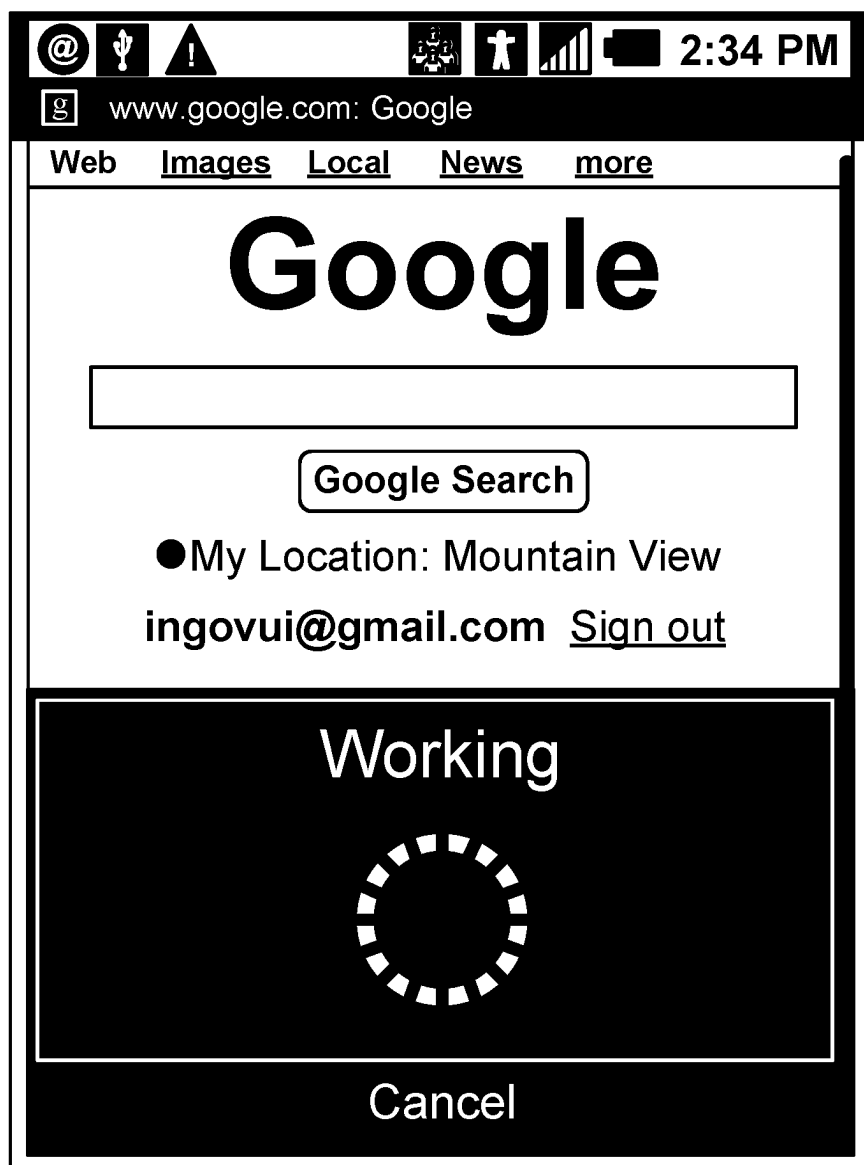 @ ! 2:34 PM
g www.google.com: Google
Web Images Local News more
Google
Google Search
My Location: Mountain View
ingovui@gmail.com Sign out
Working
Cancel